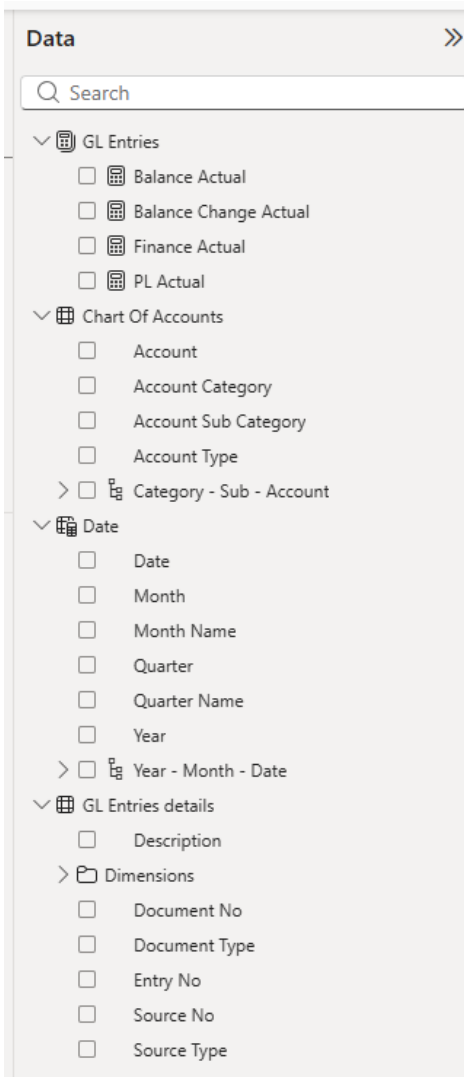 Data
Search
GL Entries
Balance Actual
Balance Change Actual
Finance Actual
PL Actual
Chart Of Accounts
Account
Account Category
Account Sub Category
Account Type
Category - Sub - Account
Date
Date
Month
Month Name
Quarter
Quarter Name
Year
Year - Month - Date
GL Entries details
Description
Dimensions
Document No
Document Type
Entry No
Source No
Source Type